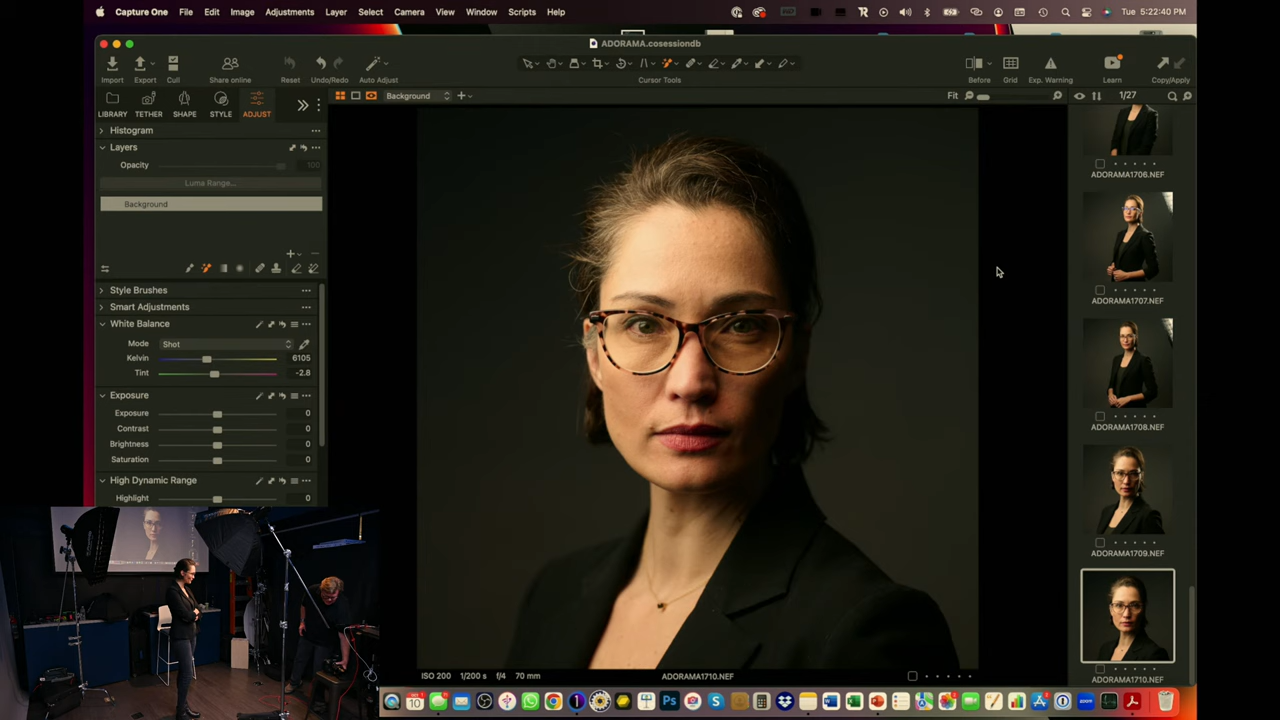 Capture One File Edit Image Adjustments Layer Select Camera View Window Scripts Help Tue 5:22:40 PM
ADORAMA.cosessiondb
Import Export Cull Share online Reset Undo/Redo Auto Adjust Cursor Tools Before Grid Exp. Warning Learn Copy/Apply
LIBRARY TETHER SHAPE STYLE ADJUST
Background
Fit
1/27
Histogram
Layers
Opacity 100
Luma Range...
Background
Style Brushes
Smart Adjustments
White Balance
Mode Shot
Kelvin 6105
Tint -2.8
Exposure
Exposure 0
Contrast 0
Brightness 0
Saturation 0
High Dynamic Range
Highlight 0
ADORAMA1706.NEF
ADORAMA1707.NEF
ADORAMA1708.NEF
ADORAMA1709.NEF
ADORAMA1710.NEF
ISO 200 1/200 s f/4 70 mm
ADORAMA1710.NEF